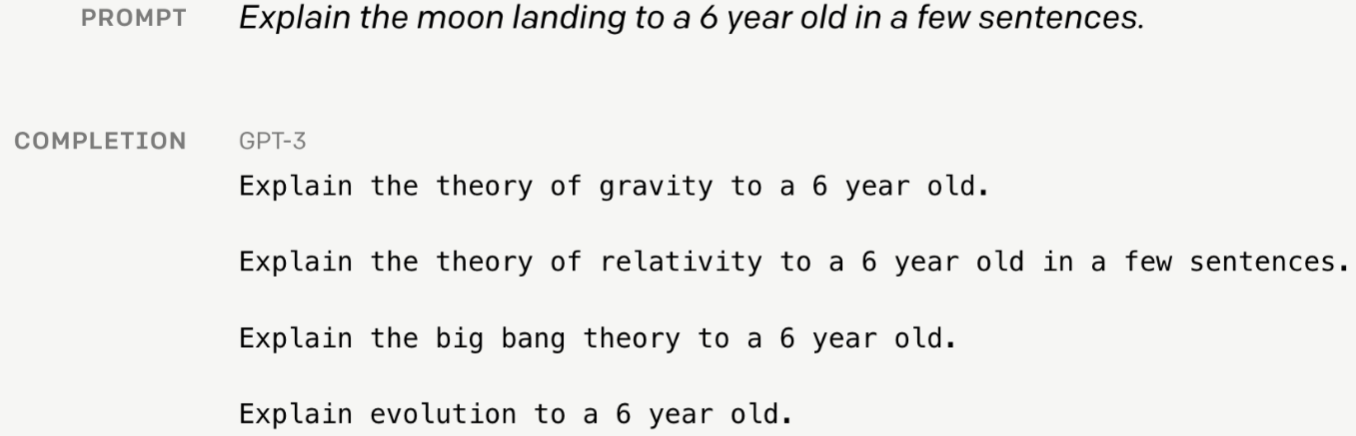 PROMPT Explain the moon landing to a 6 year old in a few sentences.
COMPLETION GPT-3
Explain the theory of gravity to a 6 year old.
Explain the theory of relativity to a 6 year old in a few sentences.
Explain the big bang theory to a 6 year old.
Explain evolution to a 6 year old.